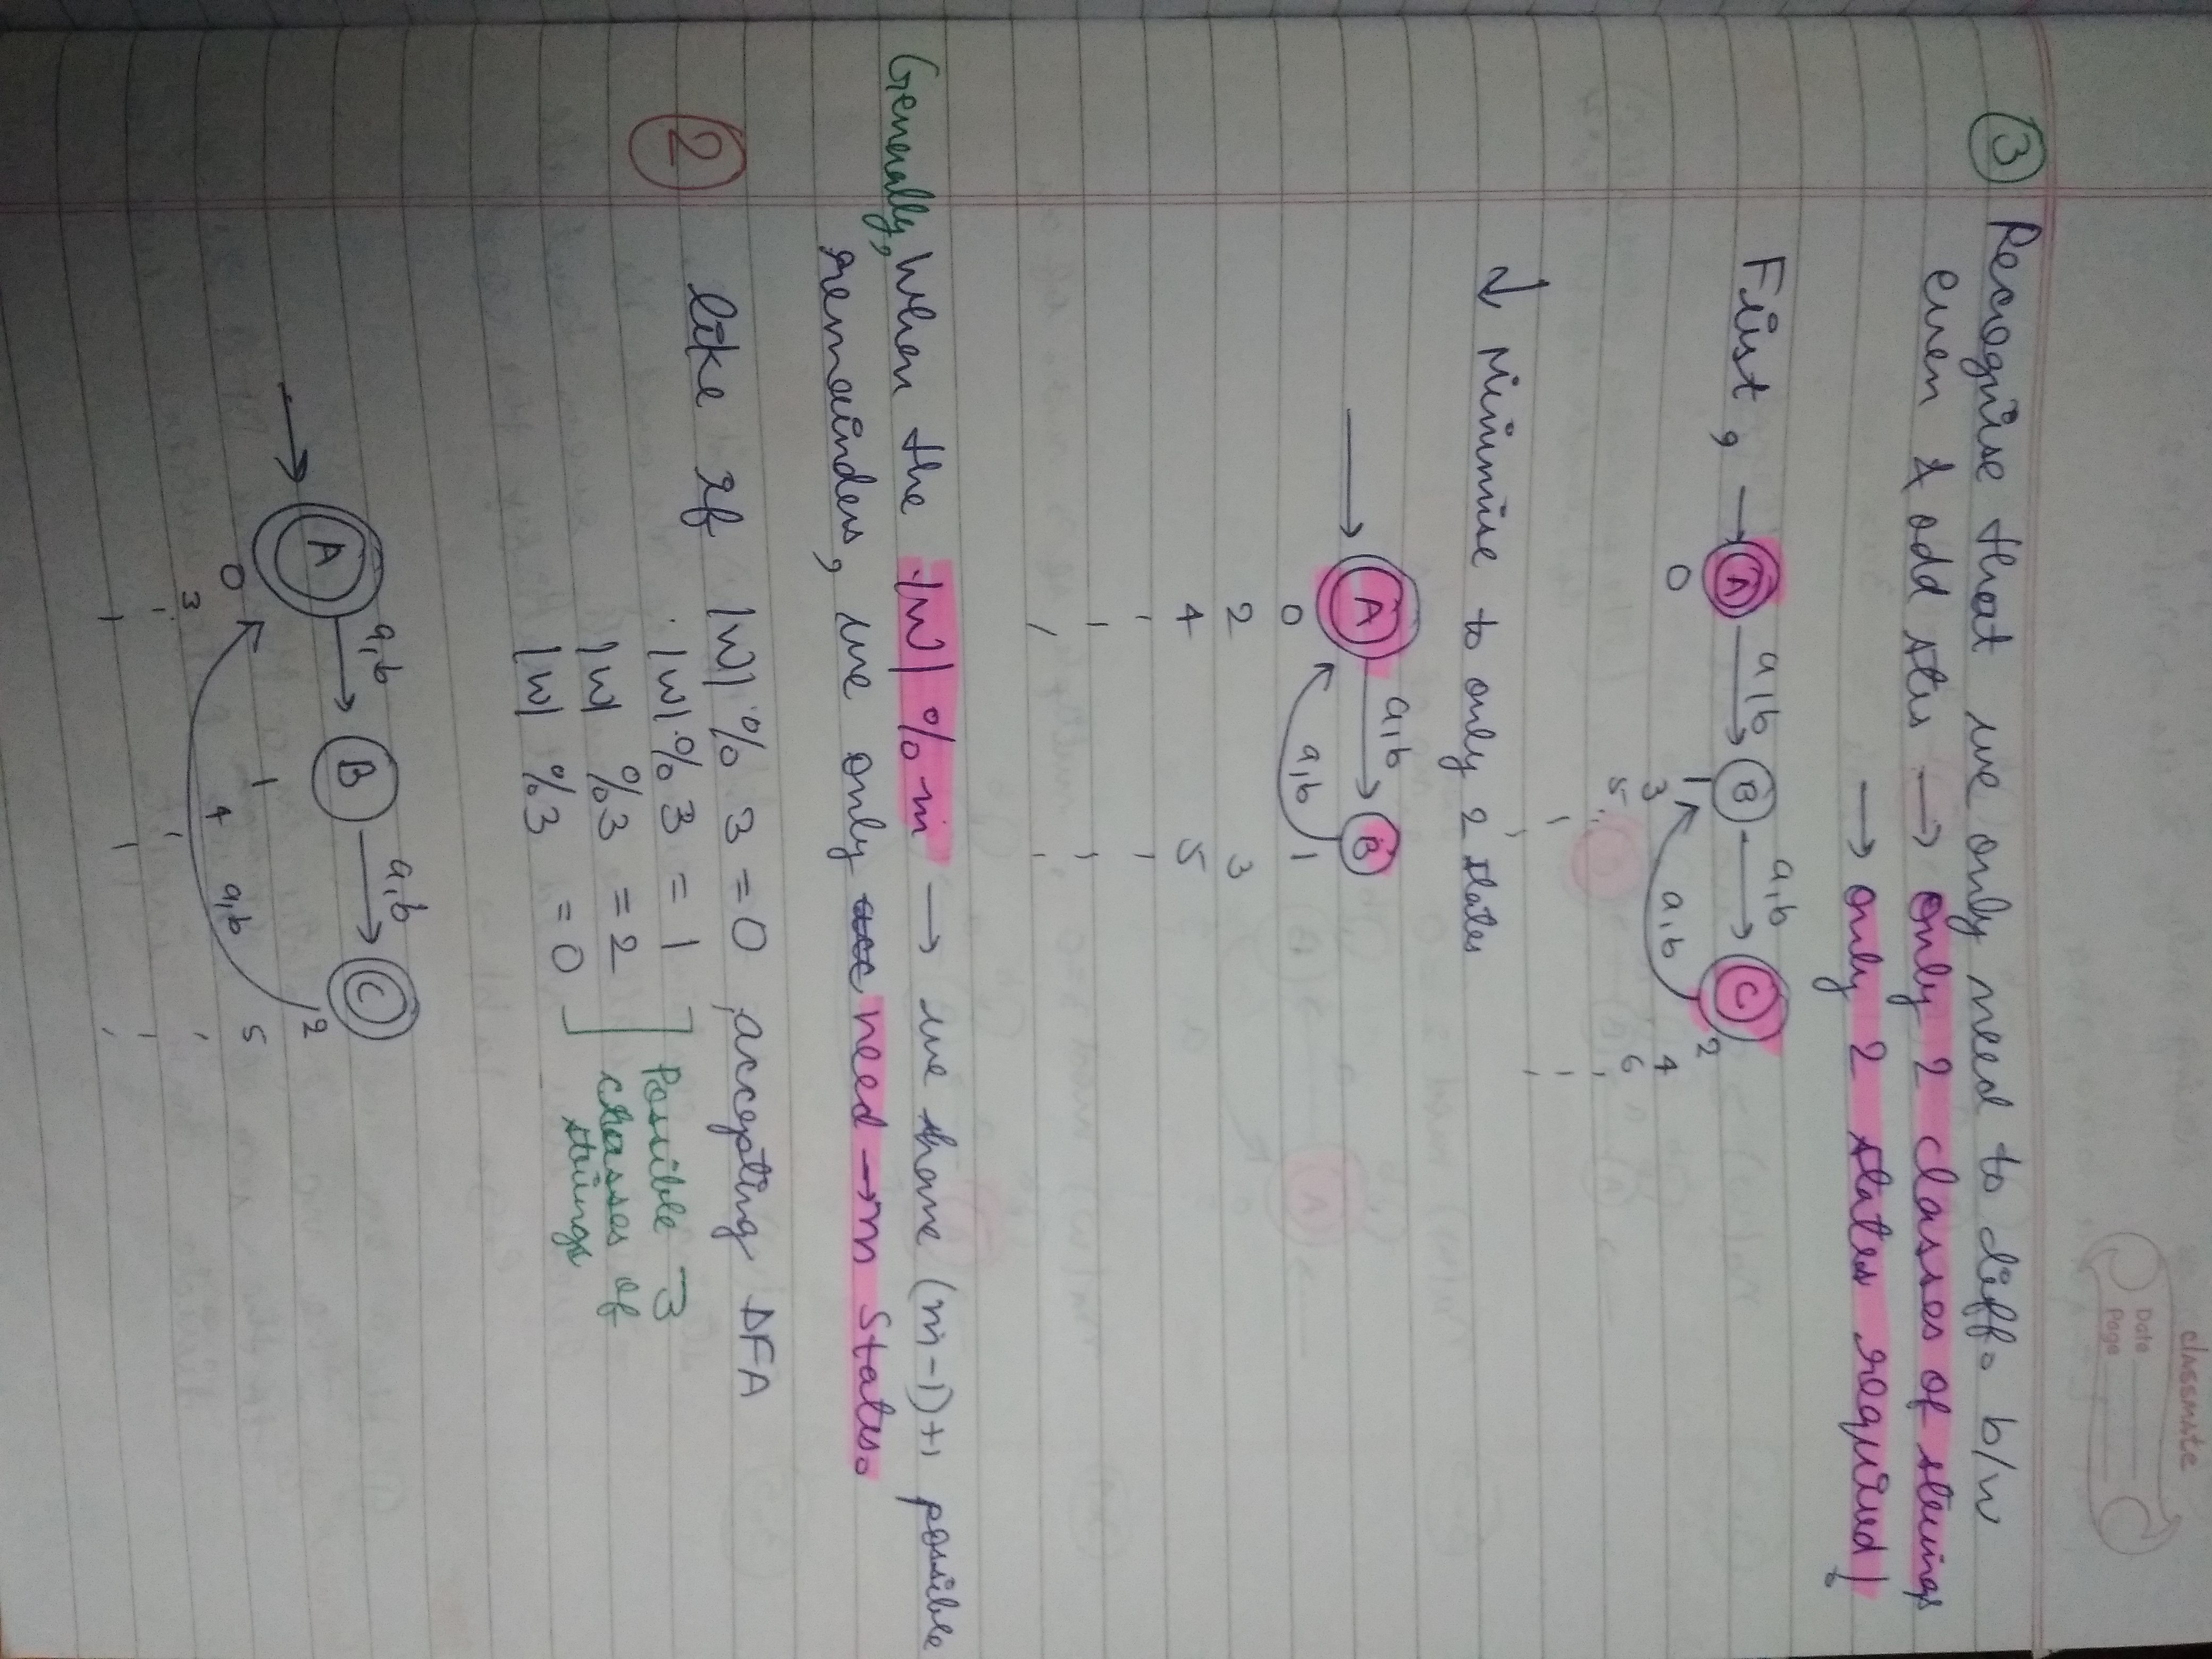 classmate
Date
Page
③ Recognise that we only need to diff. b/w
even & odd strs → only 2 classes of strings
→ only 2 states required!
First, → A a,b B a,b C
0 1 2
a,b
3 4
5 6
↓ Minimise to only 2 states
→ A a,b B
a,b
0 1
2 3
4 5
Generally, when the |W| % n → we have (n-1)+1 possible
remainders, we only need → n states.
② like if |W| % 3 = 0, accepting DFA
|W| % 3 = 1 ] Possible 3
|W| % 3 = 2 classes of
|W| % 3 = 0 strings
→ A a,b B a,b C
0 1 2
a,b
3 4 5